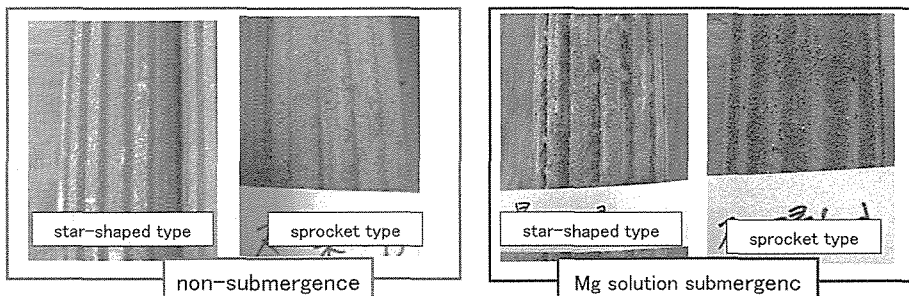 star-shaped type
sprocket type
non-submergence
star-shaped type
sprocket type
Mg solution submergenc